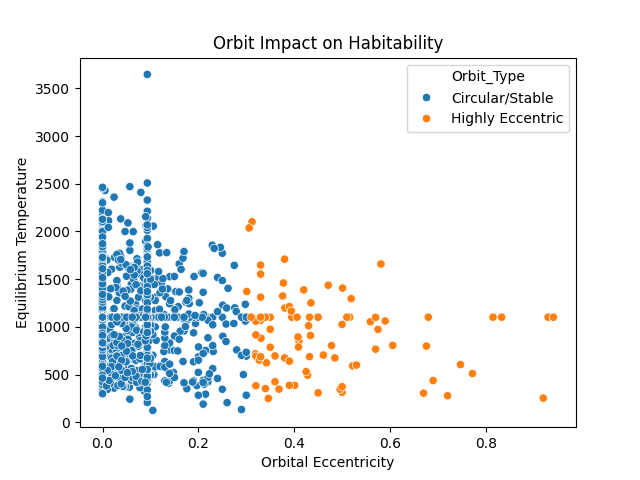 Orbit Impact on Habitability
Orbit_Type
Circular/Stable
Highly Eccentric
Equilibrium Temperature
3500
3000
2500
2000
1500
1000
500
0
0.0 0.2 0.4 0.6 0.8
Orbital Eccentricity